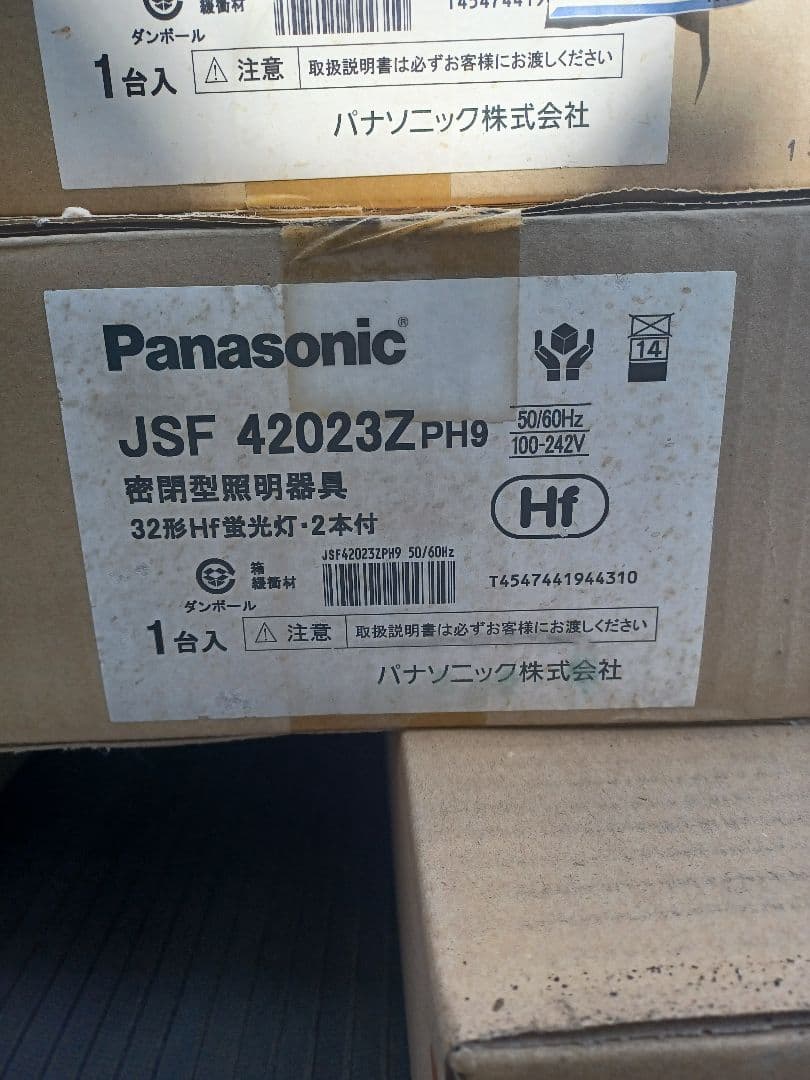 緩衝材
ダンボール
1台入
注意
取扱説明書は必ずお客様にお渡しください
パナソニック株式会社
Panasonic®
14
JSF 42023ZPH9
50/60Hz
100-242V
密閉型照明器具
32形Hf蛍光灯・2本付
Hf
JSF42023ZPH9 50/60Hz
箱
緩衝材
ダンボール
T4547441944310
1台入
注意
取扱説明書は必ずお客様にお渡しください
パナソニック株式会社